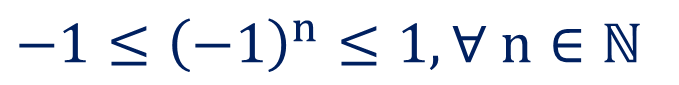 −1 ≤ (−1)ⁿ ≤ 1, ∀ n ∈ ℕ